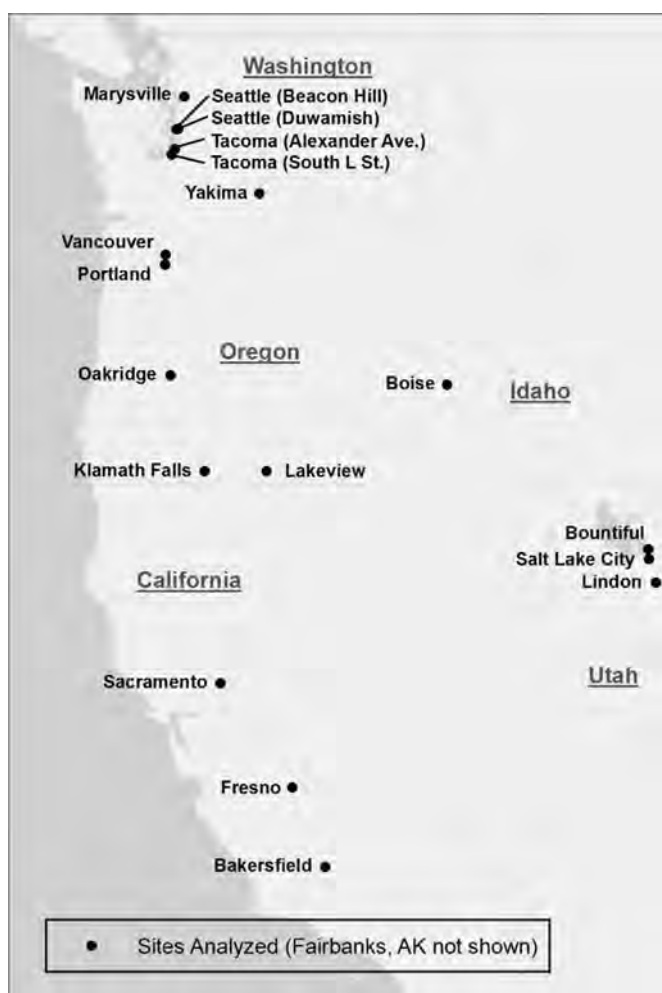 Washington
Marysville
Seattle (Beacon Hill)
Seattle (Duwamish)
Tacoma (Alexander Ave.)
Tacoma (South L St.)
Yakima
Vancouver
Portland
Oregon
Oakridge
Boise
Idaho
Klamath Falls
Lakeview
Bountiful
Salt Lake City
California
Lindon
Utah
Sacramento
Fresno
Bakersfield
Sites Analyzed (Fairbanks, AK not shown)